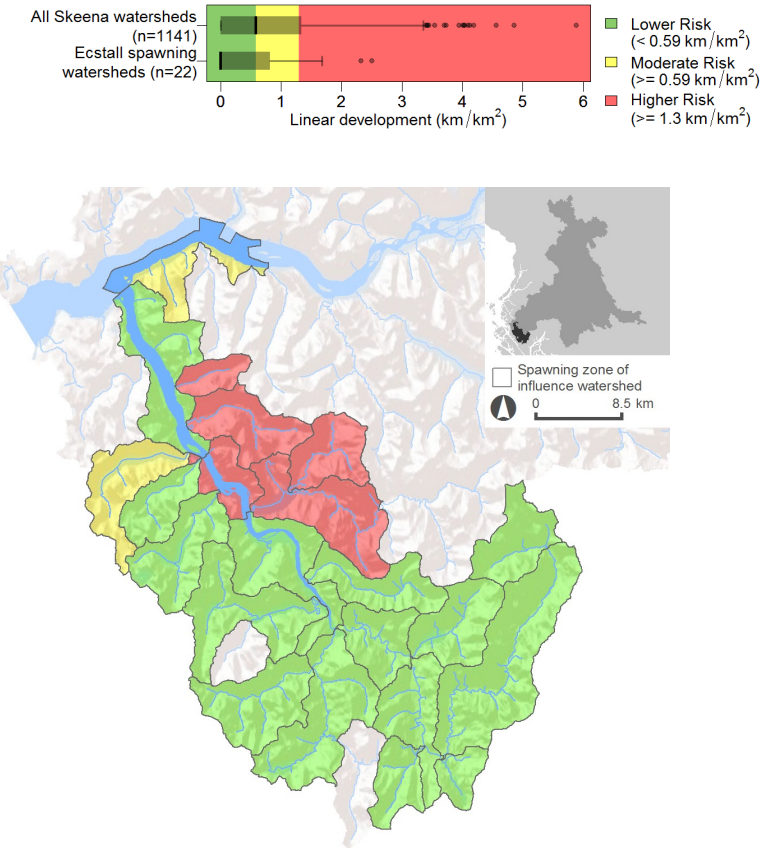 All Skeena watersheds
(n=1141)
Ecstall spawning
watersheds (n=22)
0 1 2 3 4 5 6
Linear development (km/km²)
Lower Risk
(< 0.59 km/km²)
Moderate Risk
(>= 0.59 km/km²)
Higher Risk
(>= 1.3 km/km²)
Spawning zone of
influence watershed
0 8.5 km